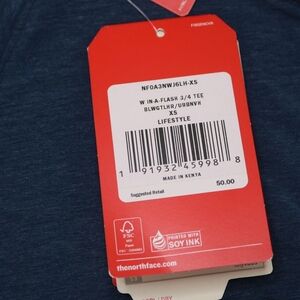 NF0A3NWJ6LH-XS
W IN-A-FLASH 3/4 TEE
BLWGTLHR/URBNVH
XS
LIFESTYLE
1 91932 45998 8
MADE IN KENYA
Suggested Retail
50.00
FSC
PRINTED WITH
SOY INK
thenorthface.com